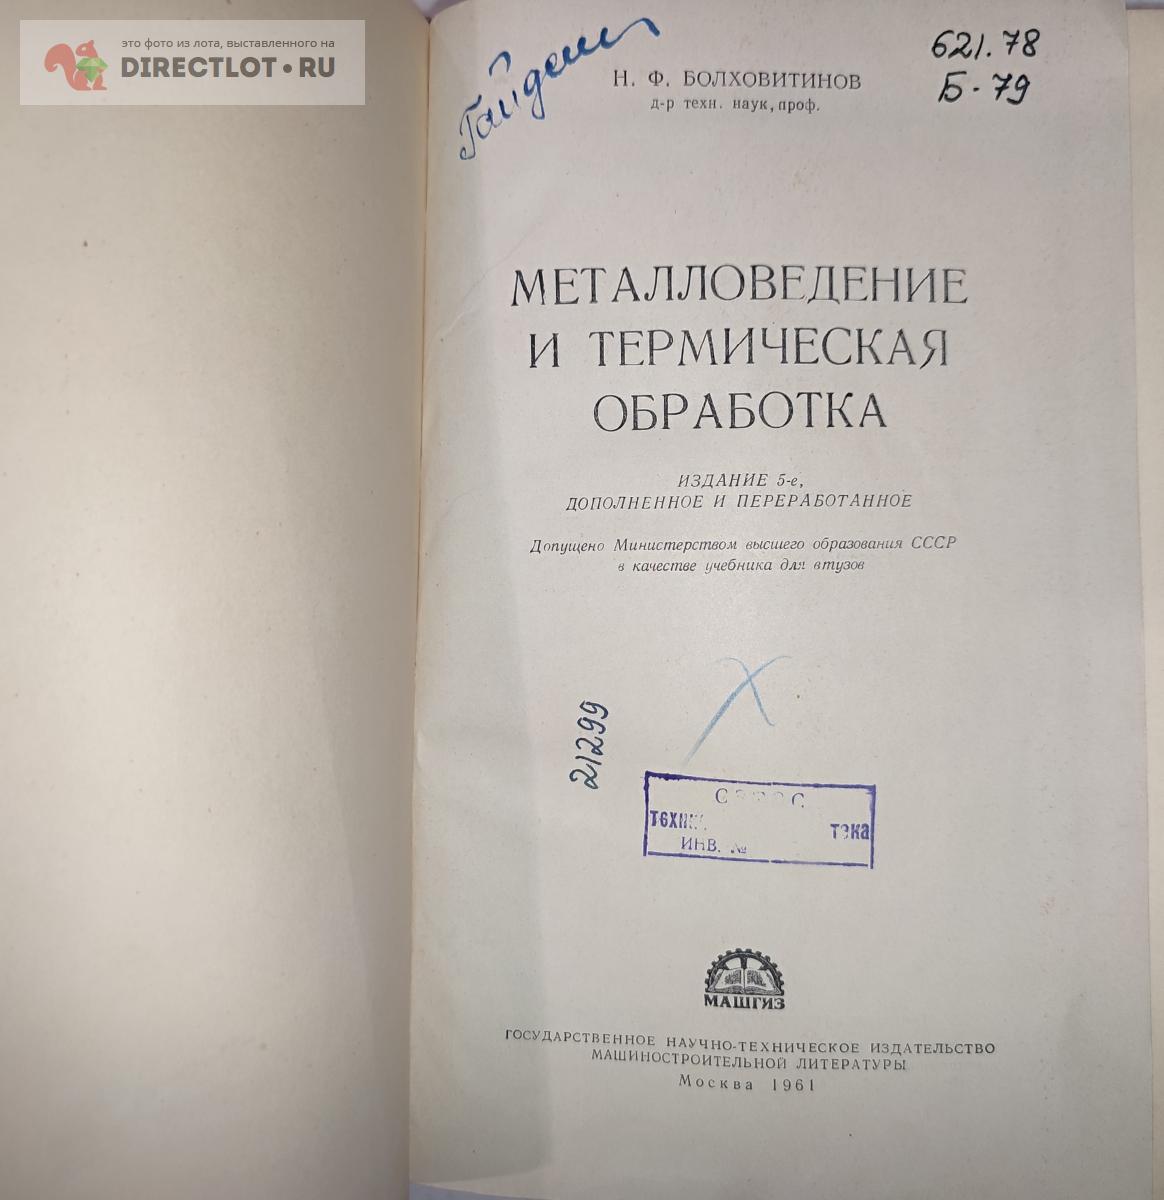 это фото из лота, выставленного на
DIRECTLOT•RU
621.78
Б-79
Н. Ф. БОЛХОВИТИНОВ
д-р техн. наук, проф.
МЕТАЛЛОВЕДЕНИЕ
И ТЕРМИЧЕСКАЯ
ОБРАБОТКА
ИЗДАНИЕ 5-е,
ДОПОЛНЕННОЕ И ПЕРЕРАБОТАННОЕ
Допущено Министерством высшего образования СССР
в качестве учебника для втузов
21299
ИНВ. №
МАШГИЗ
ГОСУДАРСТВЕННОЕ НАУЧНО-ТЕХНИЧЕСКОЕ ИЗДАТЕЛЬСТВО
МАШИНОСТРОИТЕЛЬНОЙ ЛИТЕРАТУРЫ
Москва 1961